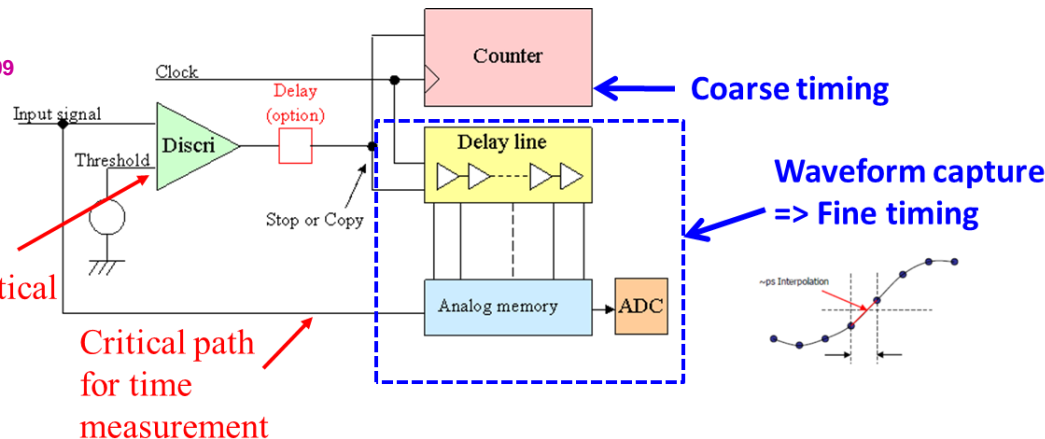 09
Clock
Counter
Coarse timing
Delay
(option)
Input signal
Discri
Delay line
Threshold
Waveform capture
=> Fine timing
Stop or Copy
~ps Interpolation
tical
Analog memory
ADC
Critical path
for time
measurement